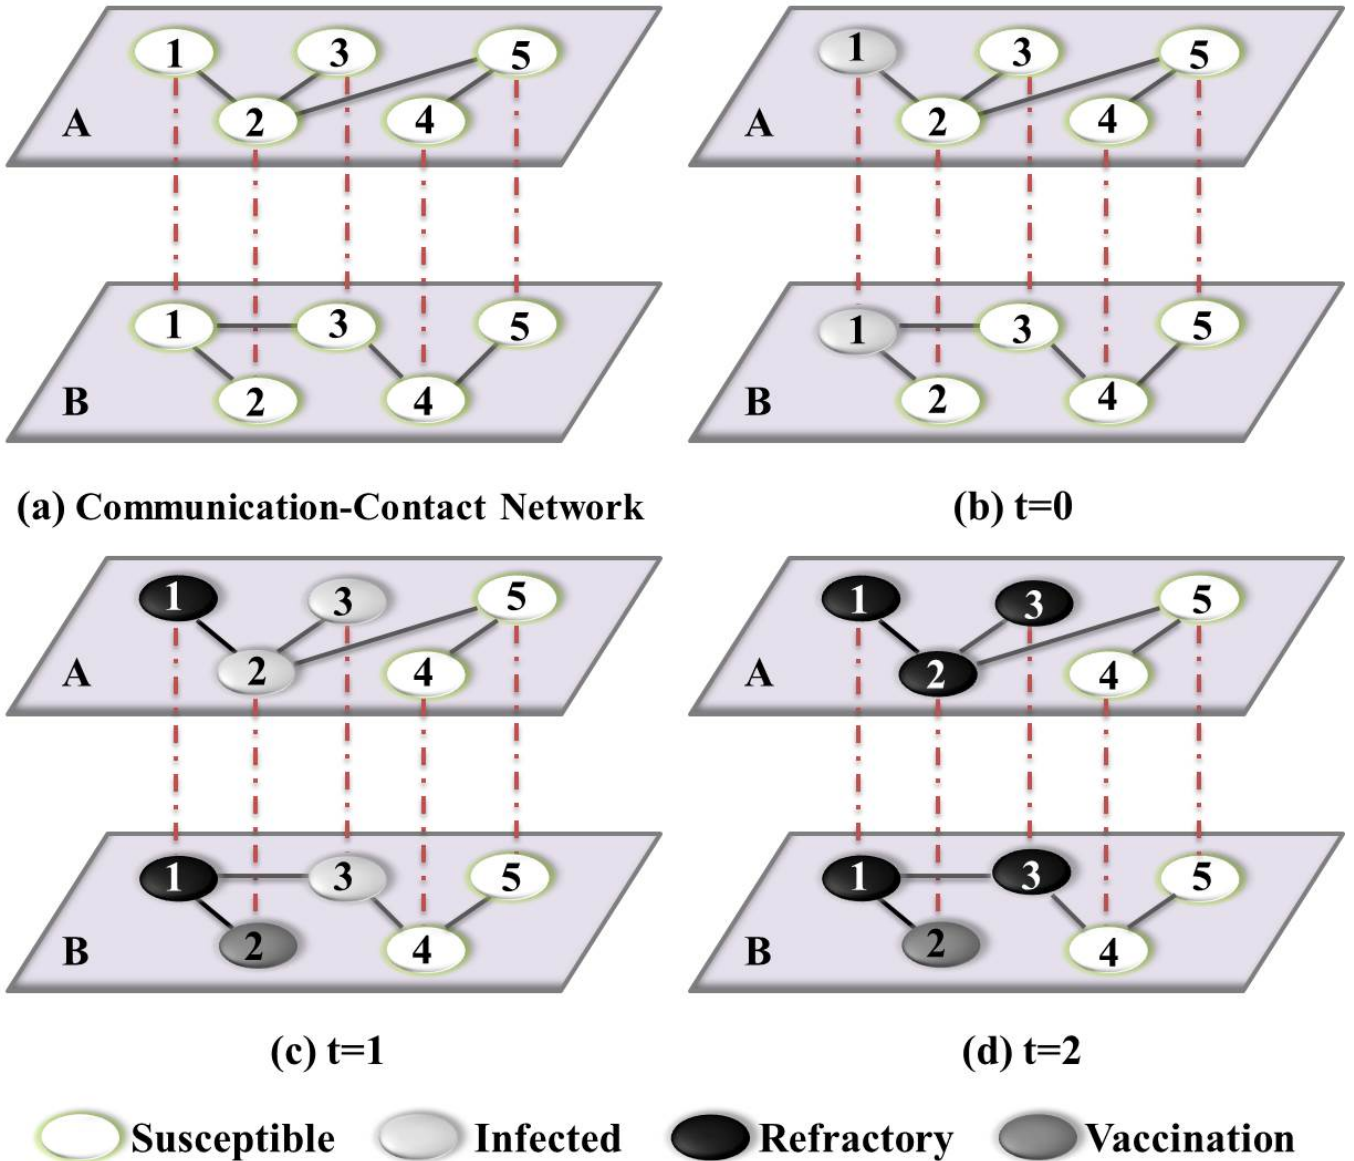 1 3 5
A 2 4
1 3 5
B 2 4
(a) Communication-Contact Network
1 3 5
A 2 4
1 3 5
B 2 4
(b) t=0
1 3 5
A 2 4
1 3 5
B 2 4
(c) t=1
1 3 5
A 2 4
1 3 5
B 2 4
(d) t=2
Susceptible Infected Refractory Vaccination